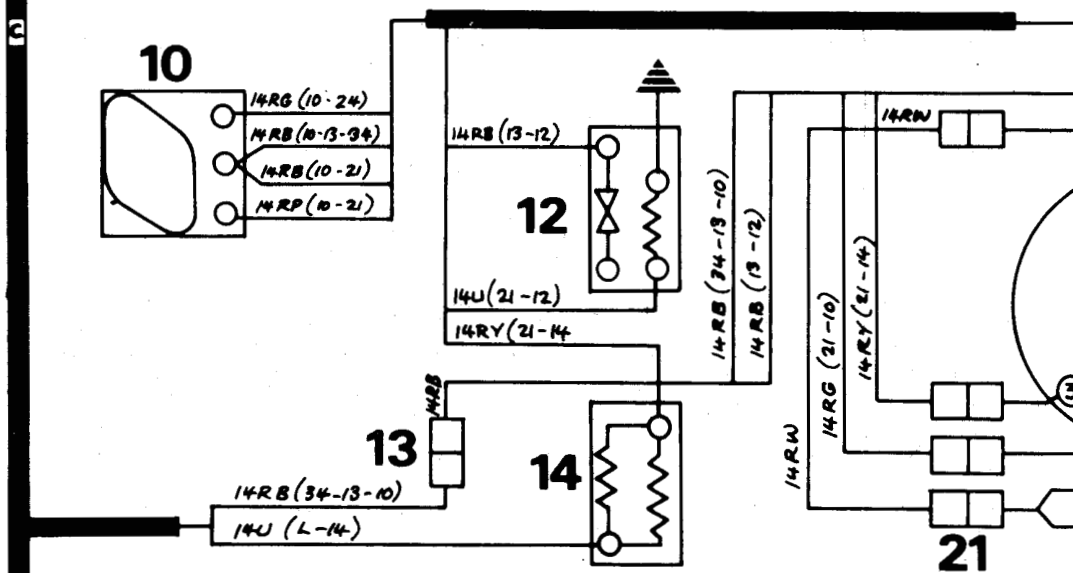 C
10
14RG (10-24)
14RB (10-13-34)
14RB (10-21)
14RP (10-21)
14RB (13-12)
12
14U (21-12)
14RY (21-14
14RB (34-13-10)
14RB (13-12)
14RW
14RG (21-10)
14RY (21-14)
14RB
13
14
14RW
14RB (34-13-10)
14U (L-14)
21